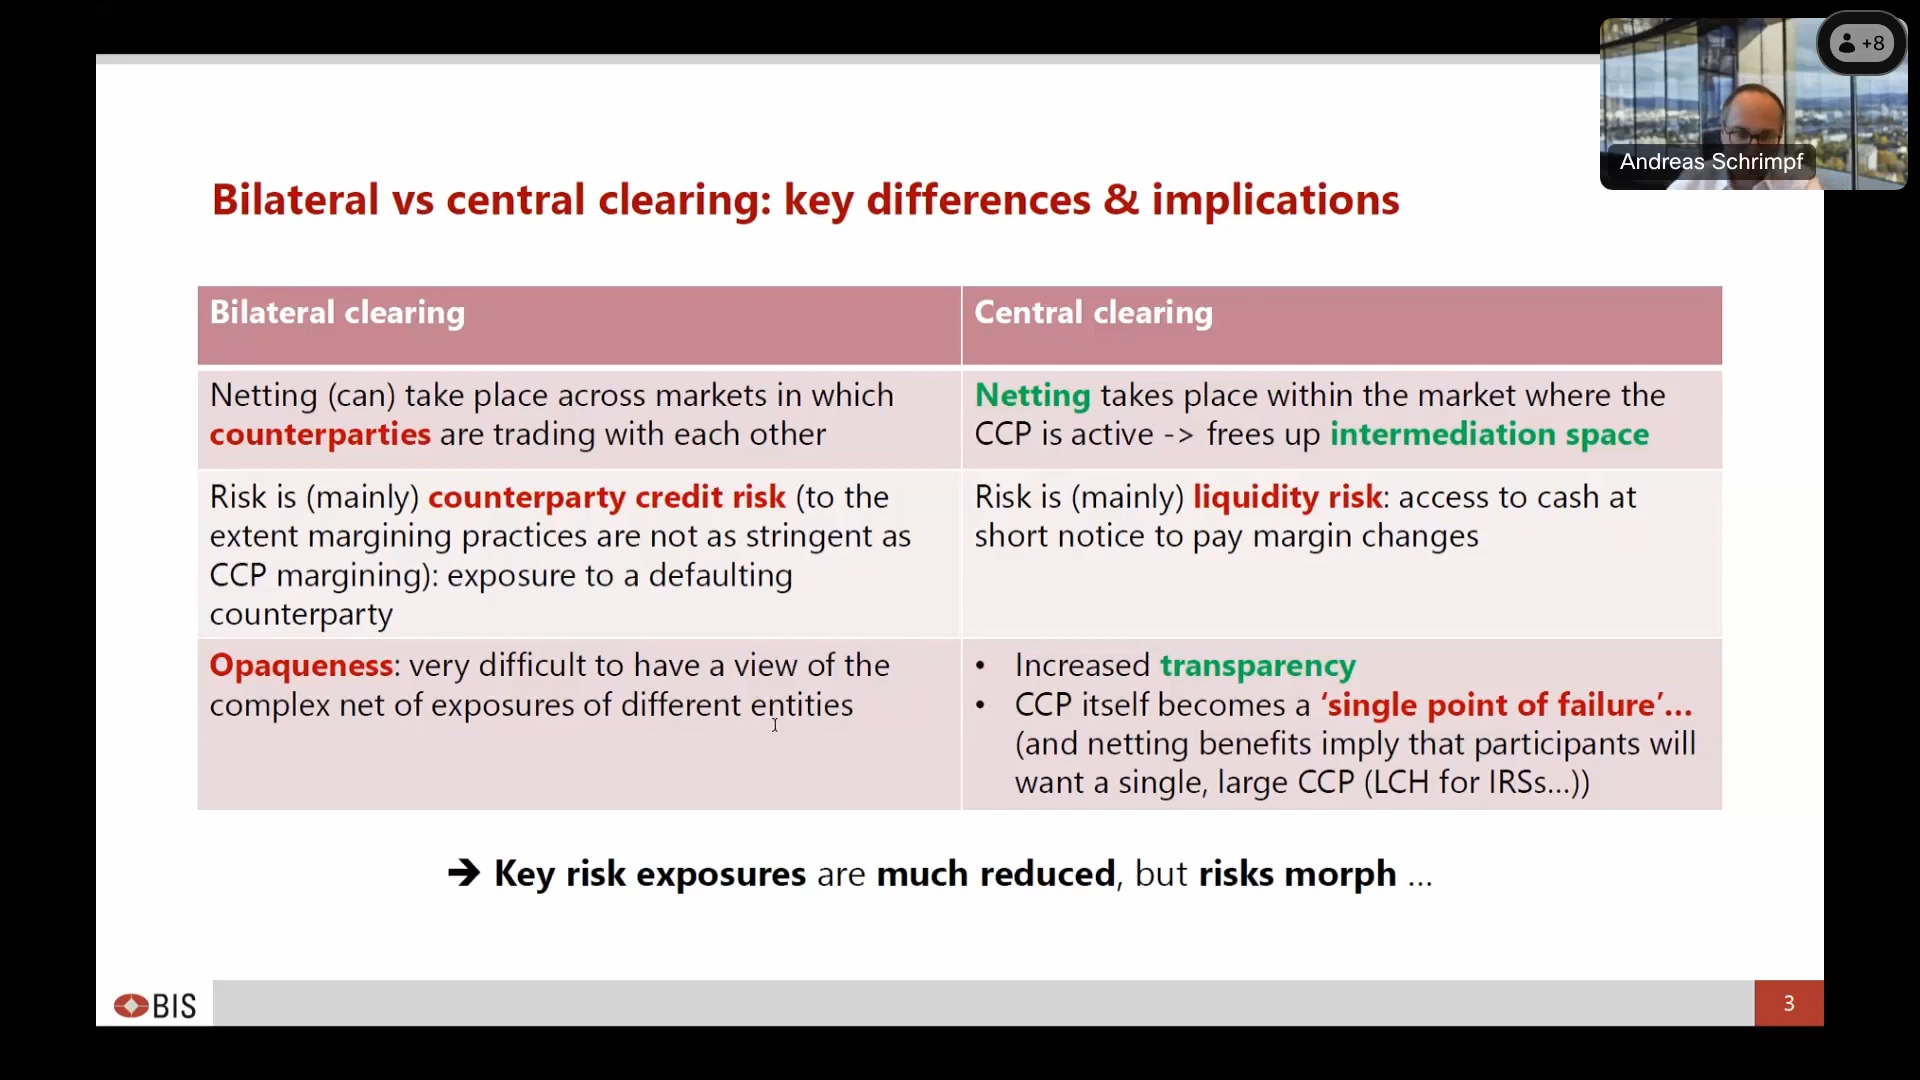 +8
Andreas Schrimpf
Bilateral vs central clearing: key differences & implications
Bilateral clearing
Central clearing
Netting (can) take place across markets in which
counterparties are trading with each other
Netting takes place within the market where the
CCP is active -> frees up intermediation space
Risk is (mainly) counterparty credit risk (to the
extent margining practices are not as stringent as
CCP margining): exposure to a defaulting
counterparty
Risk is (mainly) liquidity risk: access to cash at
short notice to pay margin changes
Opaqueness: very difficult to have a view of the
complex net of exposures of different entities
• Increased transparency
• CCP itself becomes a ‘single point of failure’...
(and netting benefits imply that participants will
want a single, large CCP (LCH for IRSs...))
➔ Key risk exposures are much reduced, but risks morph ...
BIS
3